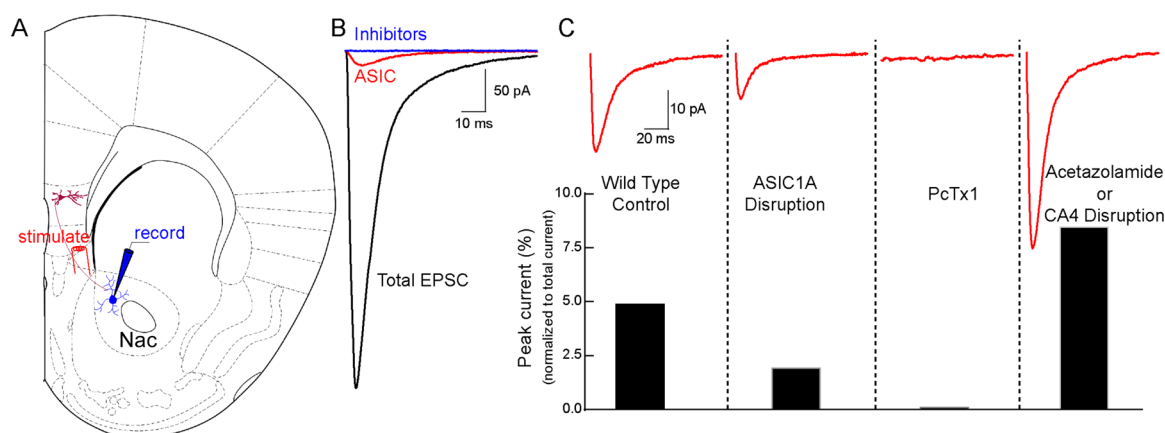 A
stimulate
record
Nac
B
Inhibitors
ASIC
50 pA
10 ms
Total EPSC
C
10 pA
20 ms
Wild Type
Control
ASIC1A
Disruption
PcTx1
Acetazolamide
or
CA4 Disruption
Peak current (%)
(normalized to total current)
10.0
7.5
5.0
2.5
0.0